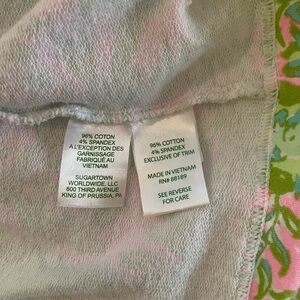 96% COTTON
4% SPANDEX
A L'EXCEPTION DES
GARNISSAGE
FABRIQUÉ AU
VIETNAM
SUGARTOWN
WORLDWIDE, LLC
800 THIRD AVENUE
KING OF PRUSSIA, PA
96% COTTON
4% SPANDEX
EXCLUSIVE OF TRIM
MADE IN VIETNAM
RN# 88189
SEE REVERSE
FOR CARE